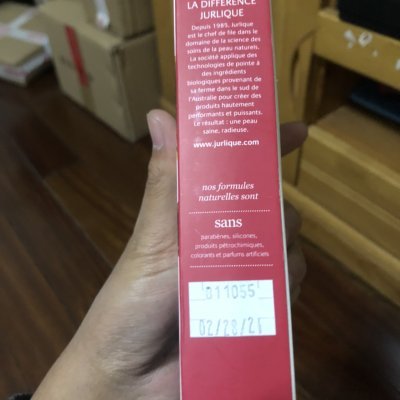 LA DIFFÉRENCE
JURLIQUE
Depuis 1985, Jurlique
est le chef de file dans le
domaine de la science des
soins de la peau naturels.
La société applique des
technologies de pointe à
des ingrédients
biologiques provenant de
sa ferme dans le sud de
l'Australie pour créer des
produits hautement
performants et puissants.
Le résultat : une peau
saine, radieuse.
www.jurlique.com
nos formules
naturelles sont
sans
parabènes, silicones,
produits pétrochimiques,
colorants et parfums artificiels
011055
02/28/21